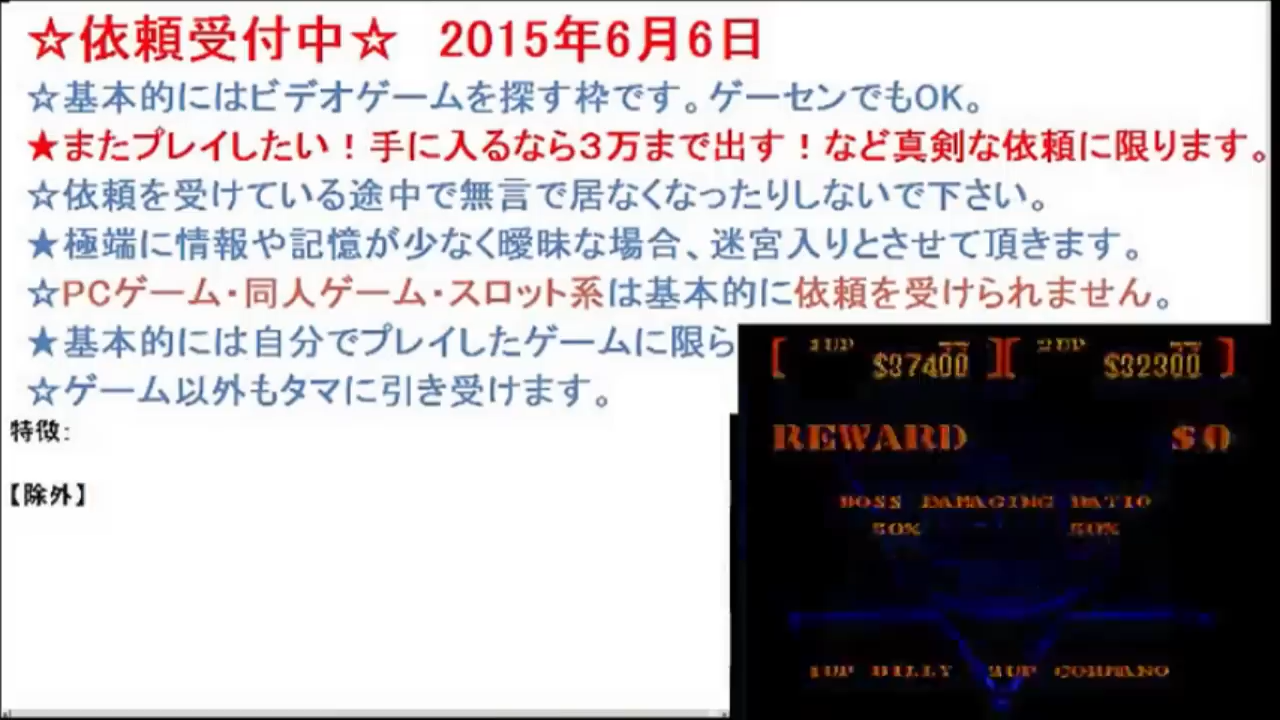 ☆依頼受付中☆ 2015年6月6日
☆基本的にはビデオゲームを探す枠です。ゲーセンでもOK。
★またプレイしたい！手に入るなら3万まで出す！など真剣な依頼に限ります。
☆依頼を受けている途中で無言で居なくなったりしないで下さい。
★極端に情報や記憶が少なく曖昧な場合、迷宮入りとさせて頂きます。
☆PCゲーム・同人ゲーム・スロット系は基本的に依頼を受けられません。
★基本的には自分でプレイしたゲームに限ら
☆ゲーム以外もタマに引き受けます。
特徴:
【除外】
[ 1UP $37400 ][ 2UP $32300 ]
REWARD $0
BOSS DAMAGING RATIO
50% 50%
1UP BILLY 2UP COMMANO